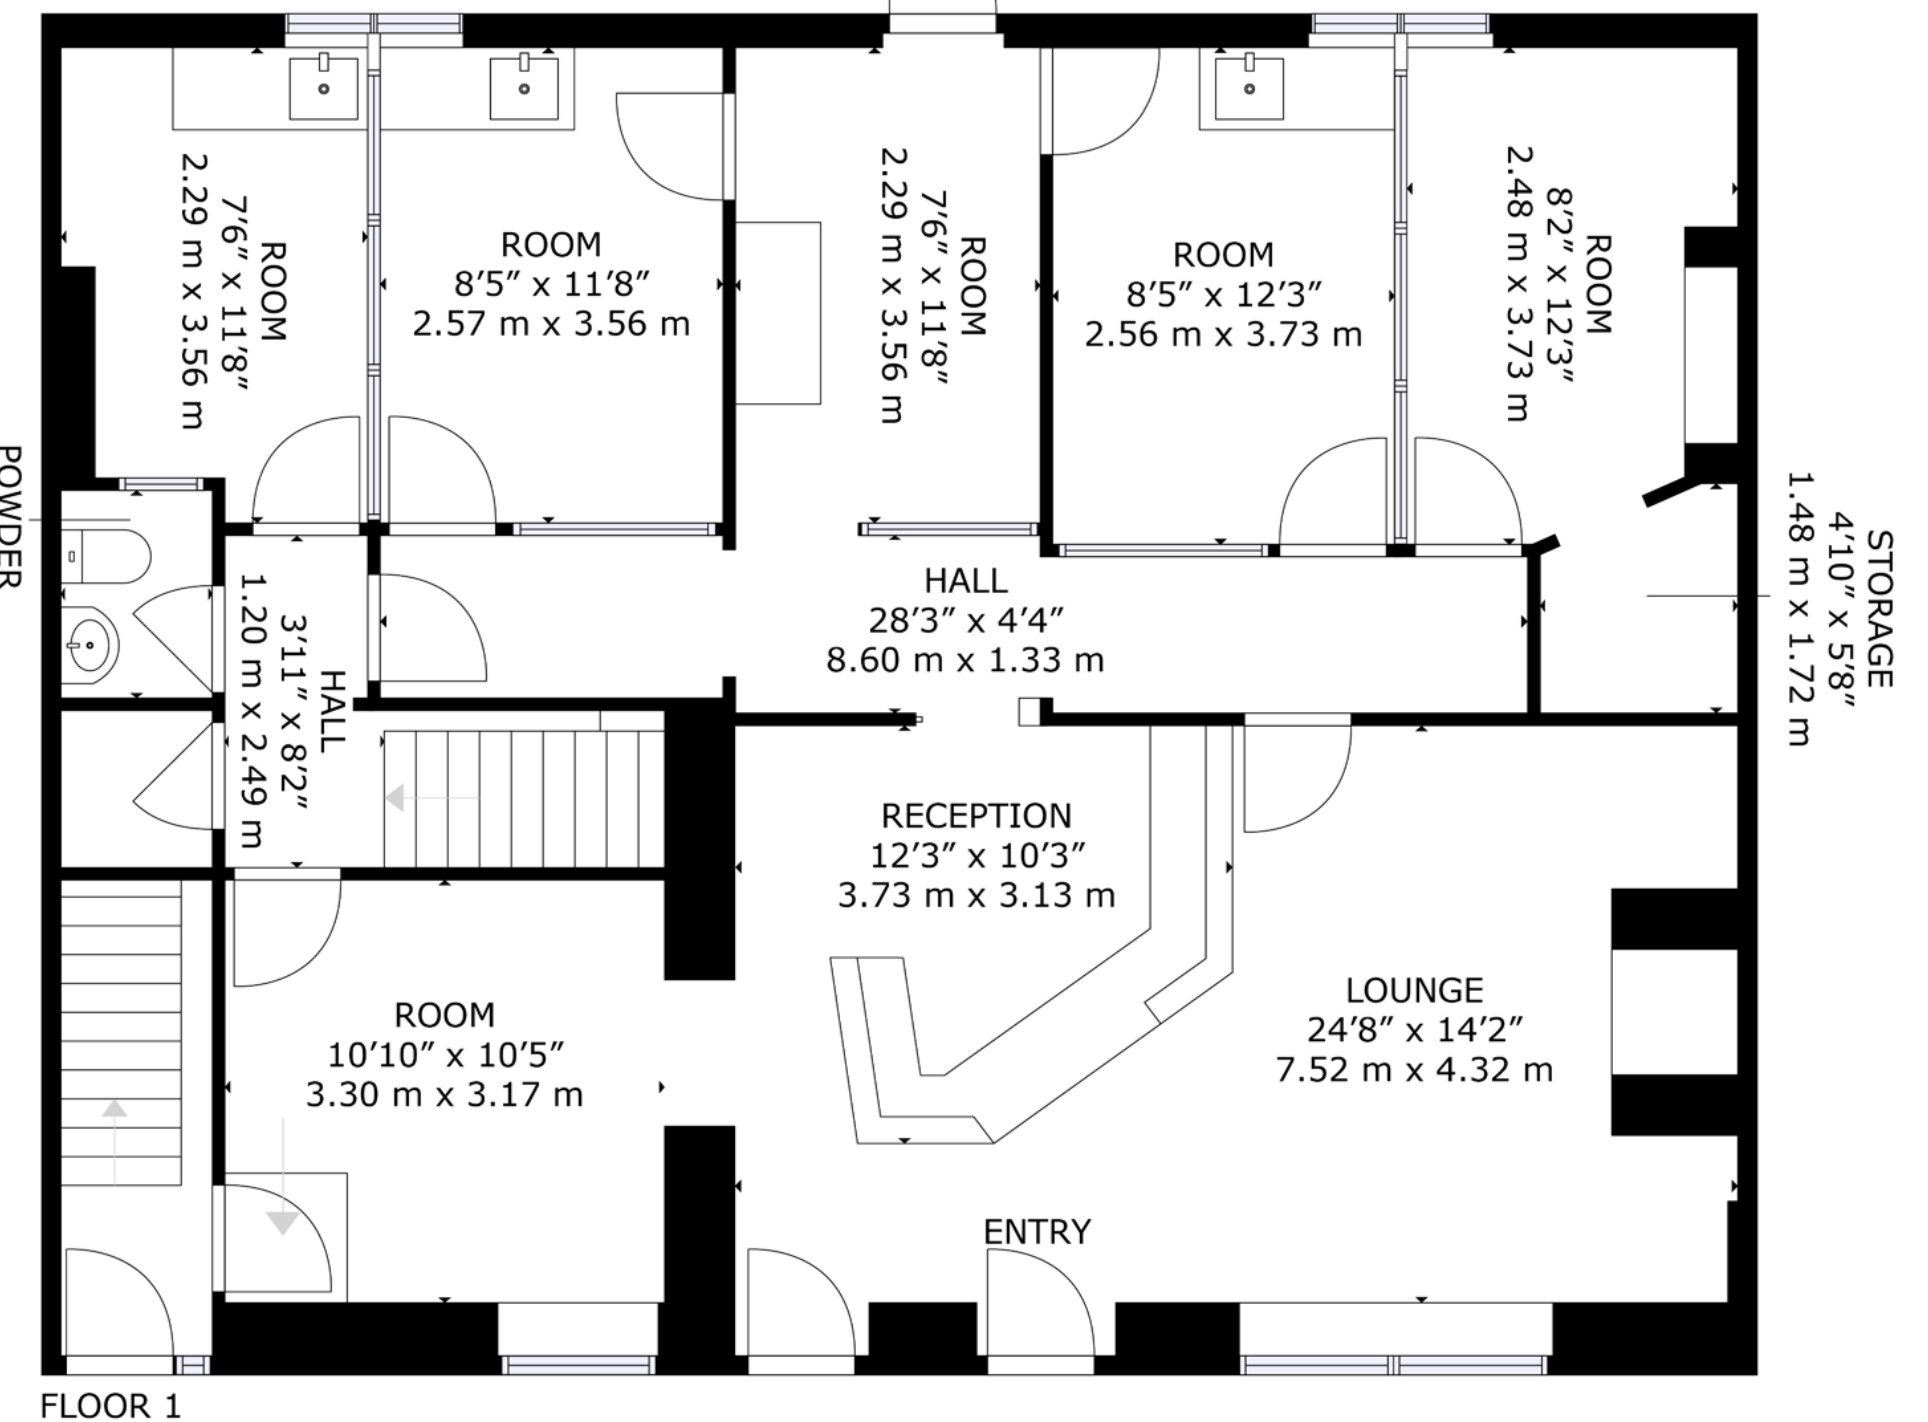 ROOM
7'6" x 11'8"
2.29 m x 3.56 m
ROOM
8'5" x 11'8"
2.57 m x 3.56 m
ROOM
7'6" x 11'8"
2.29 m x 3.56 m
ROOM
8'5" x 12'3"
2.56 m x 3.73 m
ROOM
8'2" x 12'3"
2.48 m x 3.73 m
POWDER
HALL
3'11" x 8'2"
1.20 m x 2.49 m
HALL
28'3" x 4'4"
8.60 m x 1.33 m
STORAGE
4'10" x 5'8"
1.48 m x 1.72 m
RECEPTION
12'3" x 10'3"
3.73 m x 3.13 m
ROOM
10'10" x 10'5"
3.30 m x 3.17 m
LOUNGE
24'8" x 14'2"
7.52 m x 4.32 m
ENTRY
FLOOR 1